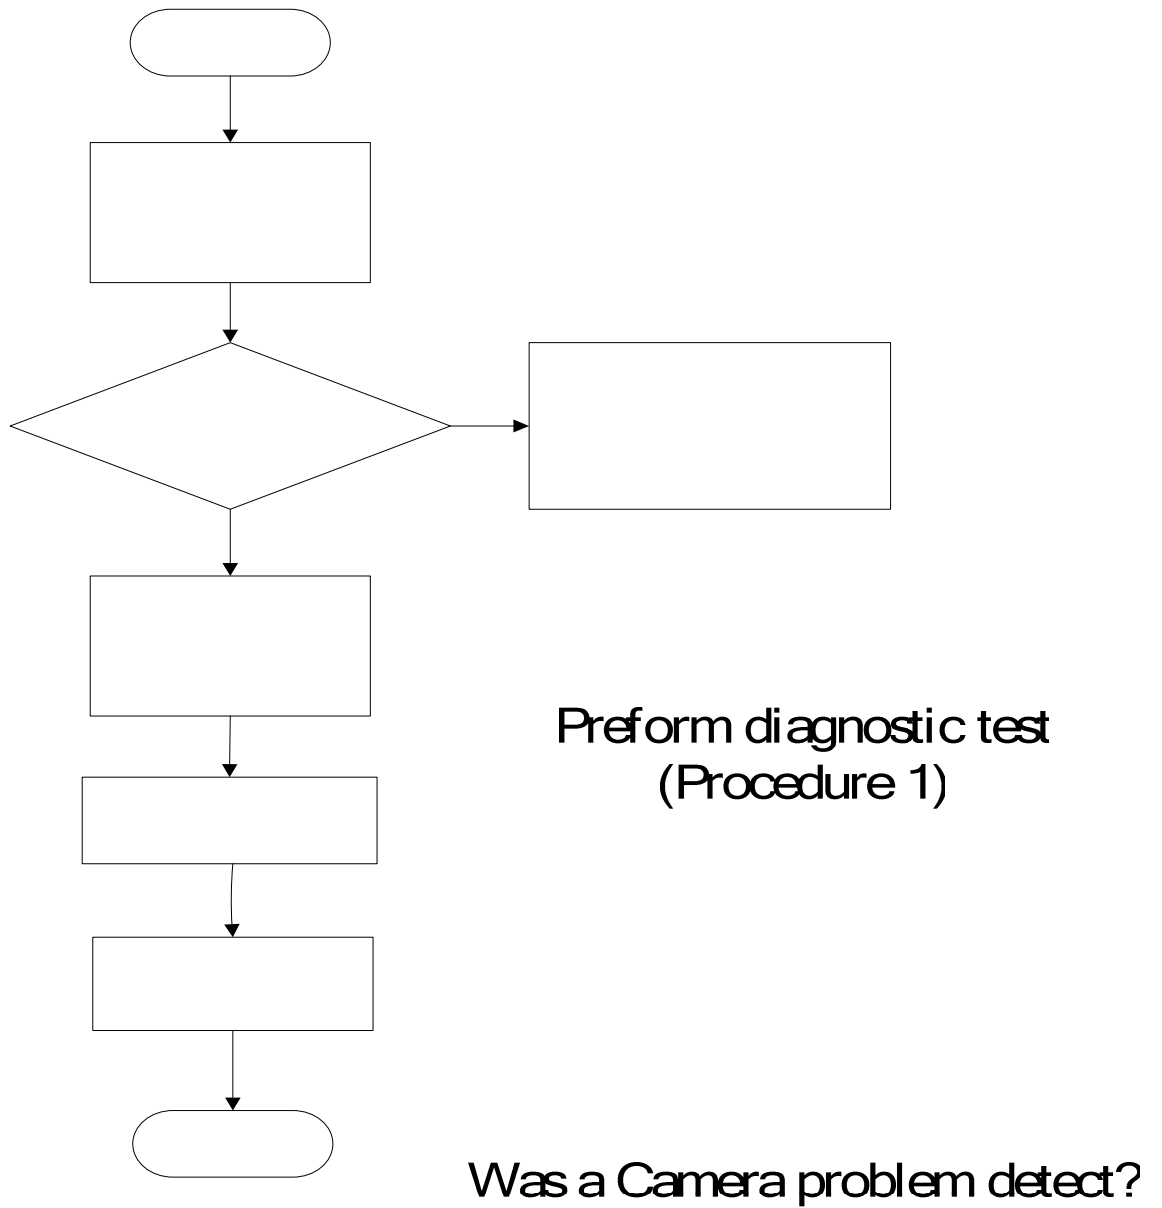 Preform diagnostic test
(Procedure 1)
Was a Camera problem detect?